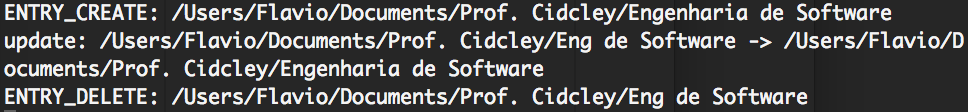 ENTRY_CREATE: /Users/Flavio/Documents/Prof. Cidcley/Engenharia de Software
update: /Users/Flavio/Documents/Prof. Cidcley/Eng de Software -> /Users/Flavio/D
ocuments/Prof. Cidcley/Engenharia de Software
ENTRY_DELETE: /Users/Flavio/Documents/Prof. Cidcley/Eng de Software